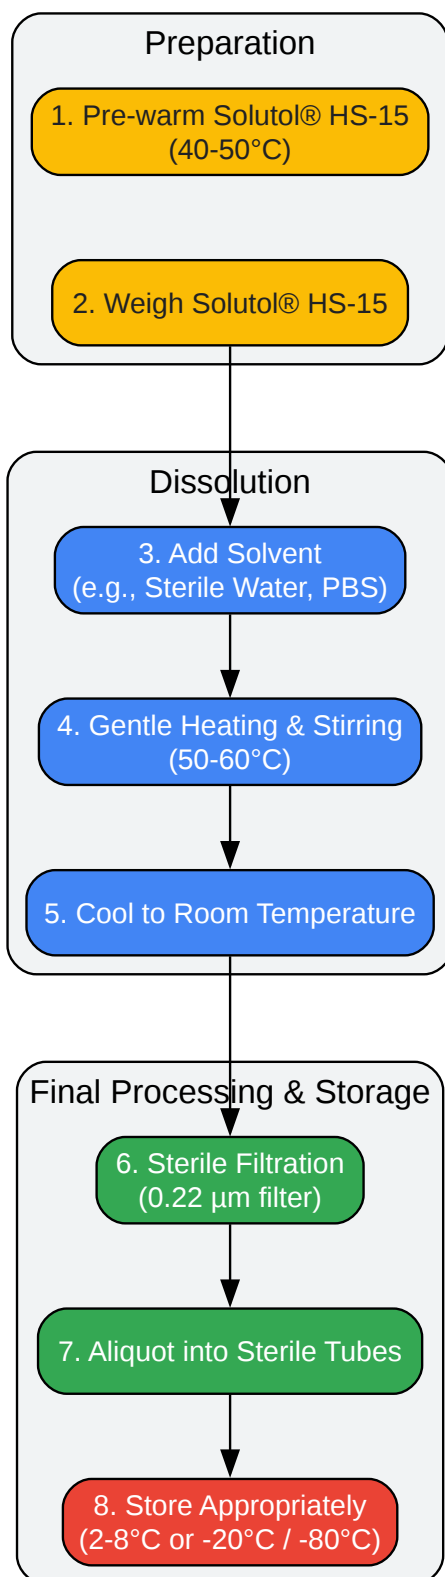 Preparation
1. Pre-warm Solutol® HS-15
(40-50°C)
2. Weigh Solutol® HS-15
Dissolution
3. Add Solvent
(e.g., Sterile Water, PBS)
4. Gentle Heating & Stirring
(50-60°C)
5. Cool to Room Temperature
Final Processing & Storage
6. Sterile Filtration
(0.22 µm filter)
7. Aliquot into Sterile Tubes
8. Store Appropriately
(2-8°C or -20°C / -80°C)